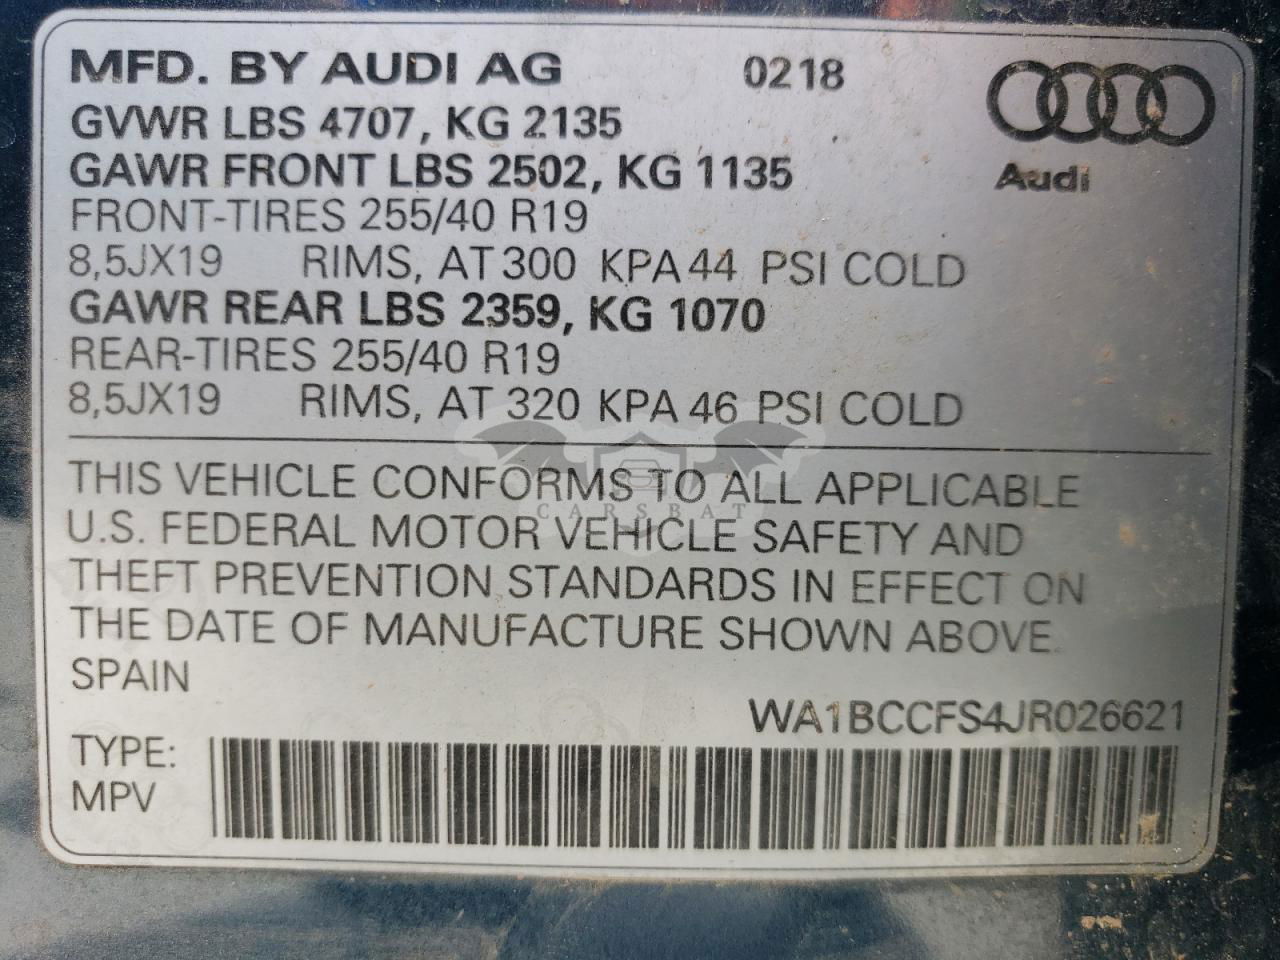 MFD. BY AUDI AG 0218
GVWR LBS 4707, KG 2135
GAWR FRONT LBS 2502, KG 1135
Audi
FRONT-TIRES 255/40 R19
8,5JX19 RIMS, AT 300 KPA 44 PSI COLD
GAWR REAR LBS 2359, KG 1070
REAR-TIRES 255/40 R19
8,5JX19 RIMS, AT 320 KPA 46 PSI COLD
THIS VEHICLE CONFORMS TO ALL APPLICABLE
CARSBAT
U.S. FEDERAL MOTOR VEHICLE SAFETY AND
THEFT PREVENTION STANDARDS IN EFFECT ON
THE DATE OF MANUFACTURE SHOWN ABOVE.
SPAIN
WA1BCCFS4JR026621
TYPE:
MPV